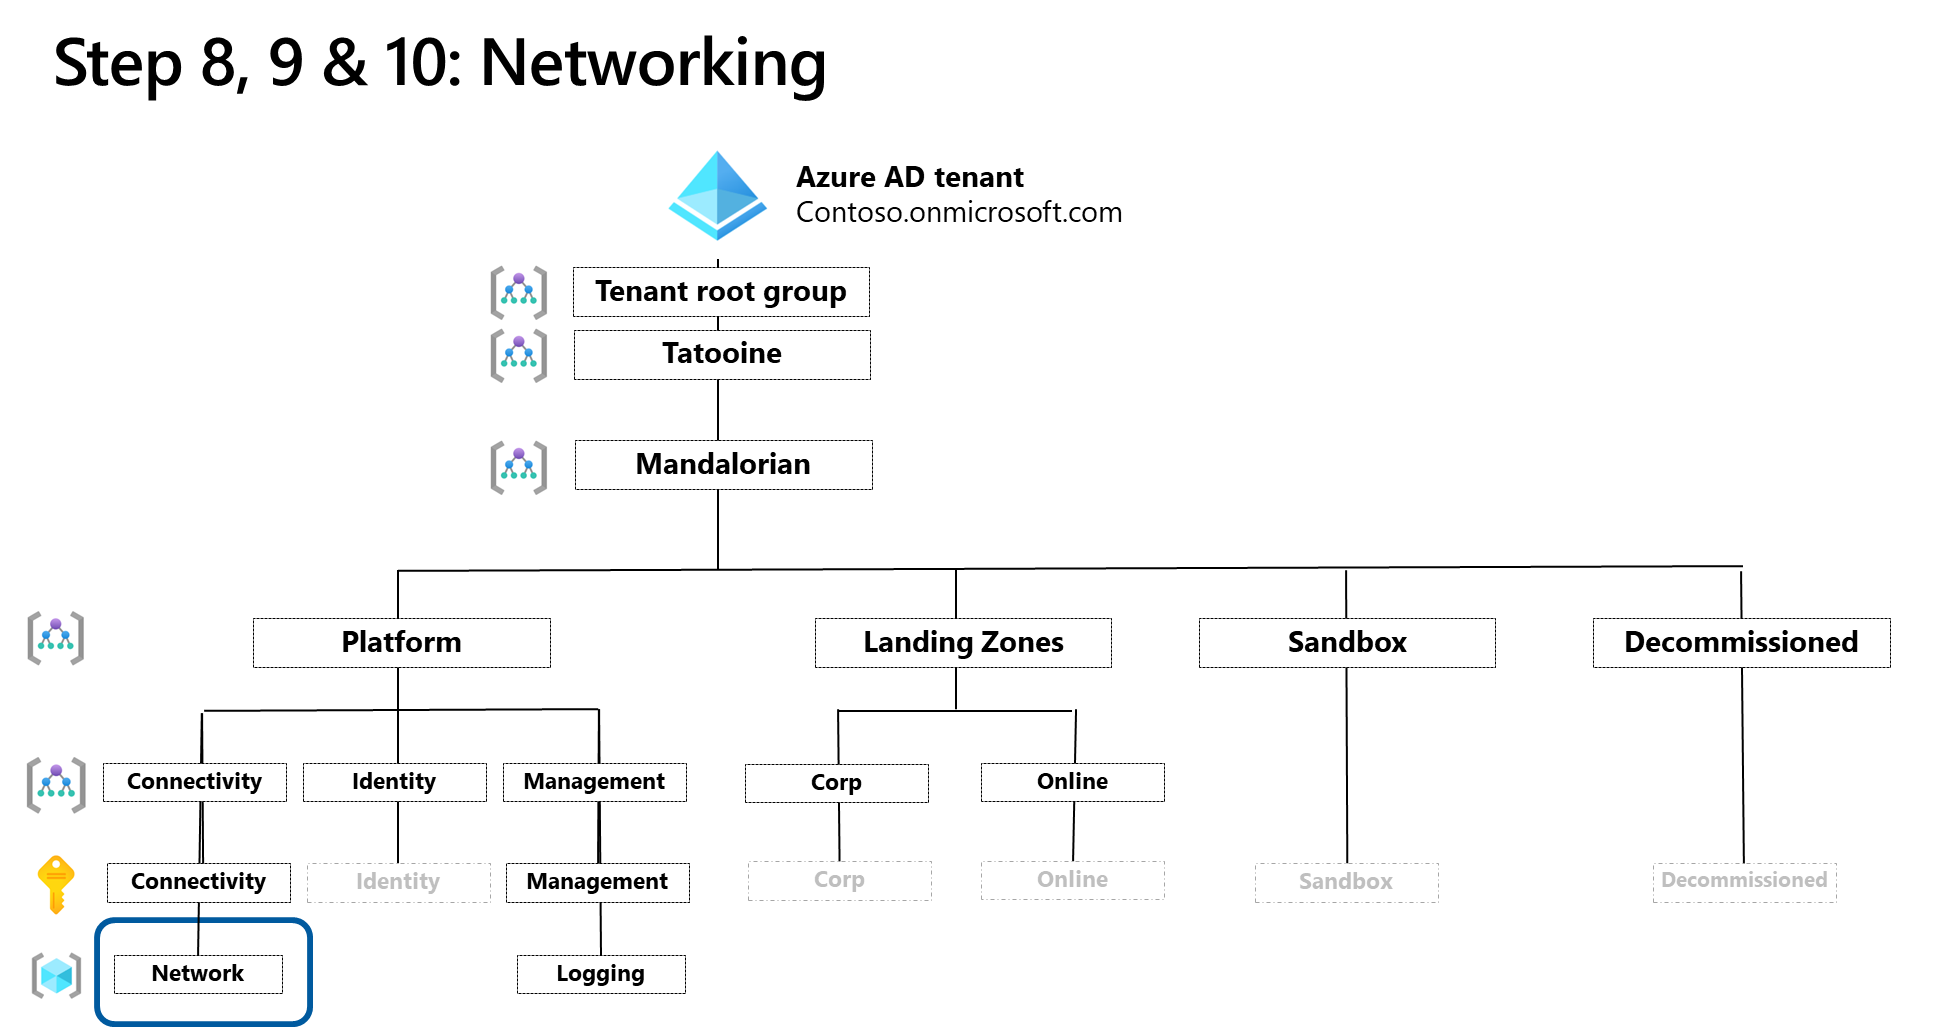 Step 8, 9 & 10: Networking
Azure AD tenant
Contoso.onmicrosoft.com
Tenant root group
Tatooine
Mandalorian
Platform
Landing Zones
Sandbox
Decommissioned
Connectivity
Identity
Management
Corp
Online
Connectivity
Identity
Management
Corp
Online
Sandbox
Decommissioned
Network
Logging